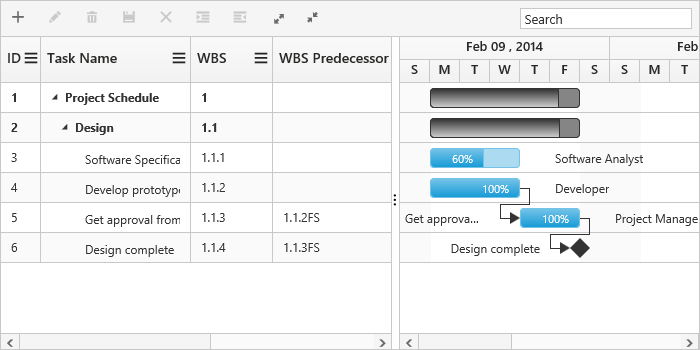 Search
ID Task Name WBS WBS Predecessor
Feb 09 , 2014 Feb
S M T W T F S S M T
1 Project Schedule 1
2 Design 1.1
3 Software Specifica 1.1.1
60% Software Analyst
4 Develop prototype 1.1.2
100% Developer
5 Get approval from 1.1.3 1.1.2FS
Get approva... 100% Project Manage
6 Design complete 1.1.4 1.1.3FS
Design complete